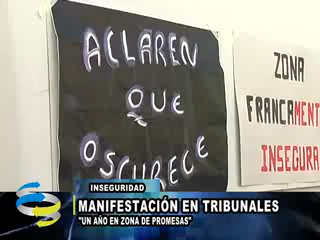 ACLAREN
QUE
OSCURECE
ZONA
FRANCAMENTE
INSEGURA
INSEGURIDAD
MANIFESTACIÓN EN TRIBUNALES
"UN AÑO EN ZONA DE PROMESAS"